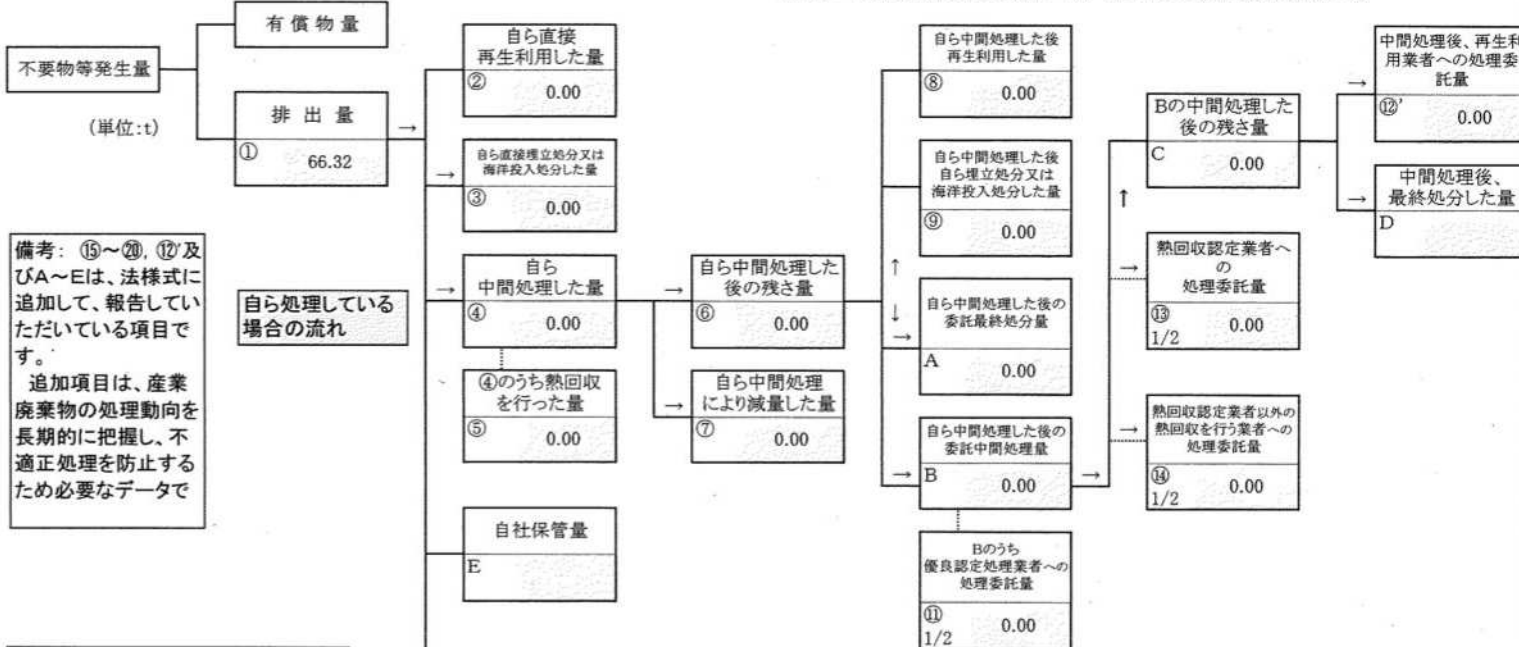 有償物量
不要物等発生量
(単位:t)
排出量
①
66.32
→
自ら直接
再生利用した量
②
0.00
→
自ら直接埋立処分又は
海洋投入処分した量
③
0.00
備考: ⑮～⑳, ⑫'及
びA～Eは、法様式に
追加して、報告してい
ただいている項目で
す。
追加項目は、産業
廃棄物の処理動向を
長期的に把握し、不
適正処理を防止する
ため必要なデータで
自ら処理している
場合の流れ
→
自ら
中間処理した量
④
0.00
④のうち熱回収
を行った量
⑤
0.00
自社保管量
E
→
自ら中間処理した
後の残さ量
⑥
0.00
→
自ら中間処理
により減量した量
⑦
0.00
自ら中間処理した後
再生利用した量
⑧
0.00
自ら中間処理した後
自ら埋立処分又は
海洋投入処分した量
⑨
0.00
↑
↓
→
自ら中間処理した後の
委託最終処分量
A
0.00
→
自ら中間処理した後の
委託中間処理量
B
0.00
→
Bのうち
優良認定処理業者への
処理委託量
⑪
1/2
0.00
Bの中間処理した
後の残さ量
C
0.00
↑
→
熱回収認定業者へ
の
処理委託量
⑬
1/2
0.00
→
熱回収認定業者以外の
熱回収を行う業者への
処理委託量
⑭
1/2
0.00
→
中間処理後、再生利
用業者への処理委
託量
⑫'
0.00
→
中間処理後、
最終処分した量
D